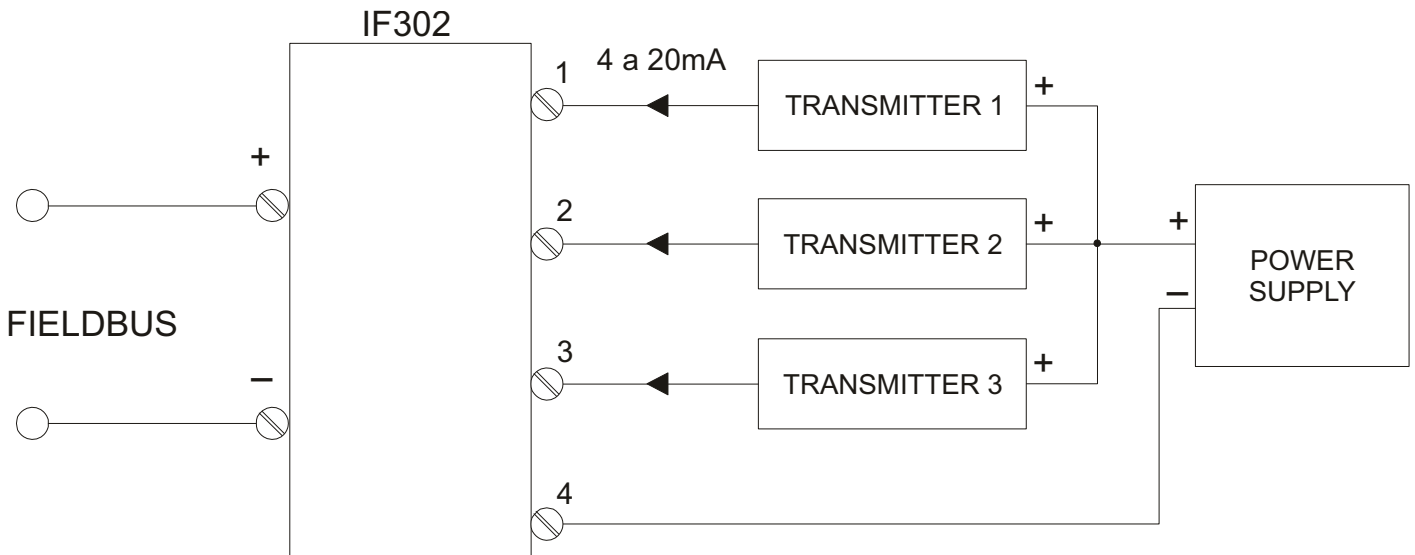 IF302
1
4 a 20mA
TRANSMITTER 1
+
+
2
TRANSMITTER 2
+
+
POWER
SUPPLY
−
FIELDBUS
3
TRANSMITTER 3
+
−
4